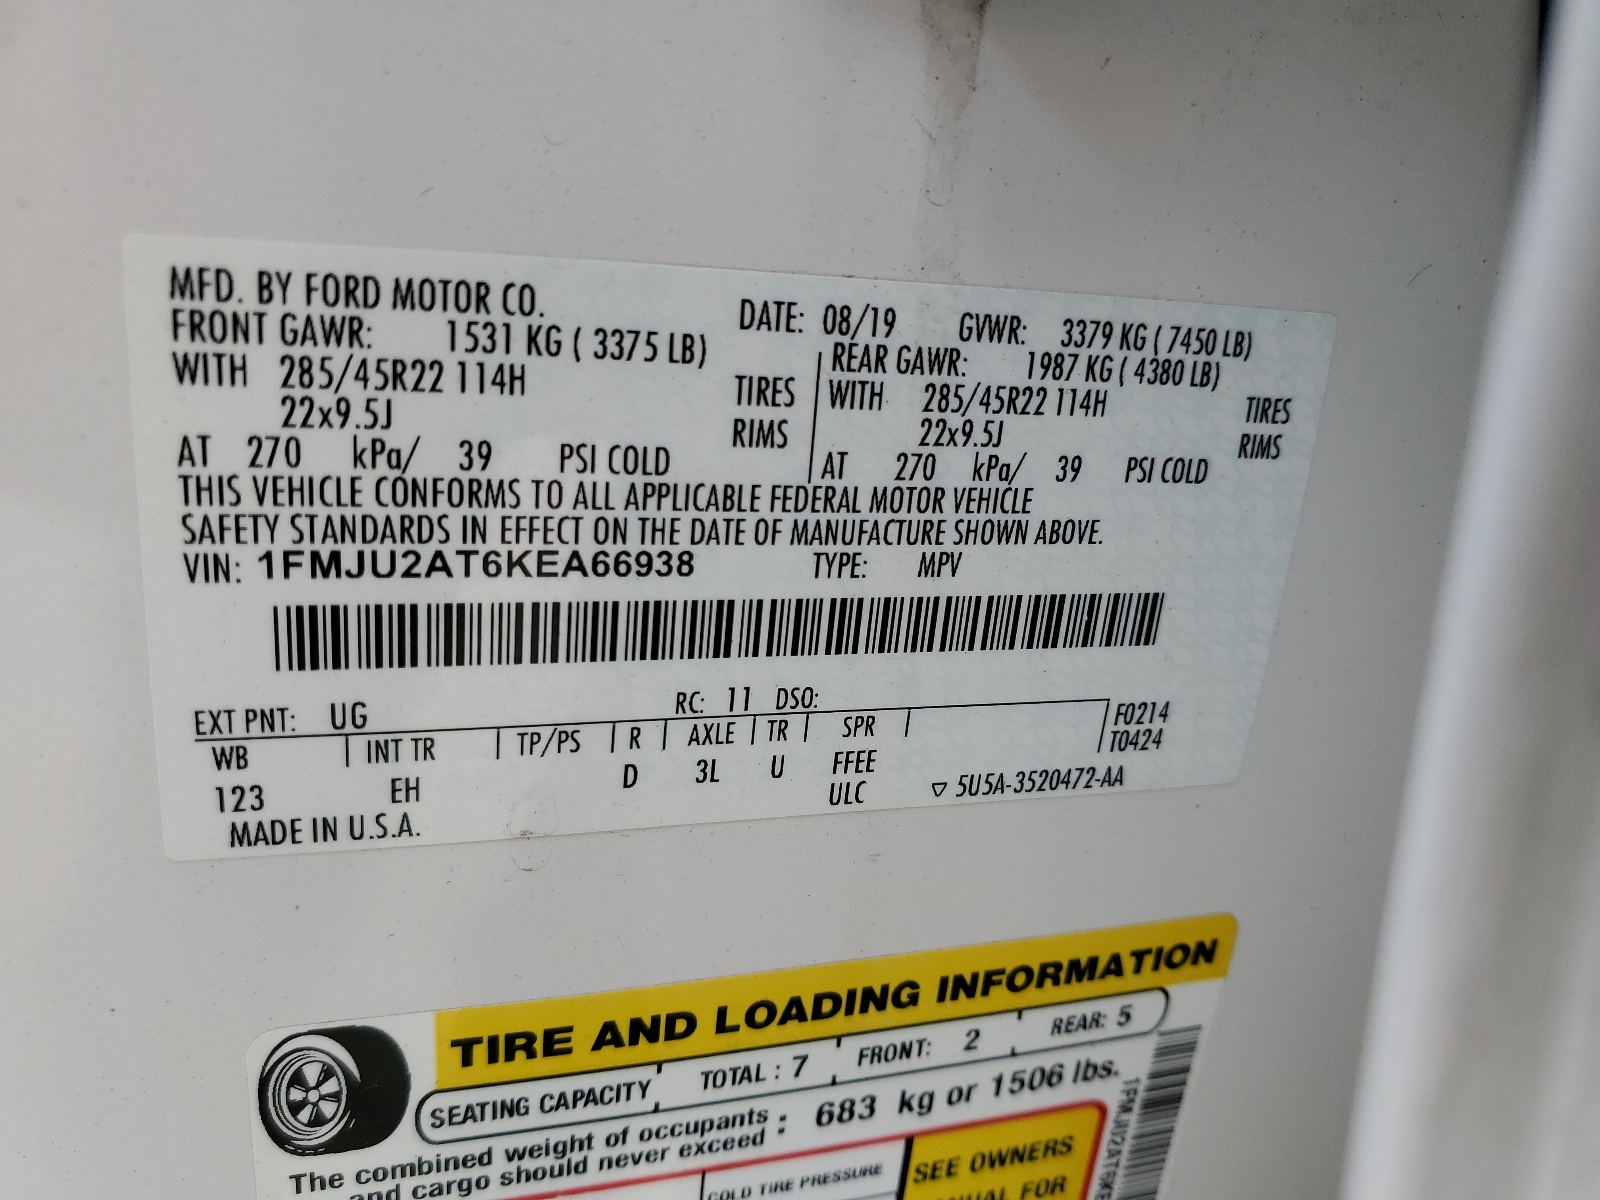 MFD. BY FORD MOTOR CO.
DATE: 08/19 GVWR: 3379 KG ( 7450 LB)
FRONT GAWR: 1531 KG ( 3375 LB) REAR GAWR: 1987 KG ( 4380 LB)
WITH 285/45R22 114H TIRES WITH 285/45R22 114H TIRES
22x9.5J RIMS 22x9.5J RIMS
AT 270 kPa/ 39 PSI COLD AT 270 kPa/ 39 PSI COLD
THIS VEHICLE CONFORMS TO ALL APPLICABLE FEDERAL MOTOR VEHICLE
SAFETY STANDARDS IN EFFECT ON THE DATE OF MANUFACTURE SHOWN ABOVE.
VIN: 1FMJU2AT6KEA66938 TYPE: MPV
EXT PNT: UG RC: 11 DSO:
WB INT TR TP/PS R AXLE TR SPR F0214
T0424
123 EH D 3L U FFEE
ULC ▽ 5U5A-3520472-AA
MADE IN U.S.A.
TIRE AND LOADING INFORMATION
SEATING CAPACITY TOTAL : 7 FRONT: 2 REAR: 5
The combined weight of occupants
and cargo should never exceed : 683 kg or 1506 lbs.
COLD TIRE PRESSURE
SEE OWNERS
FOR